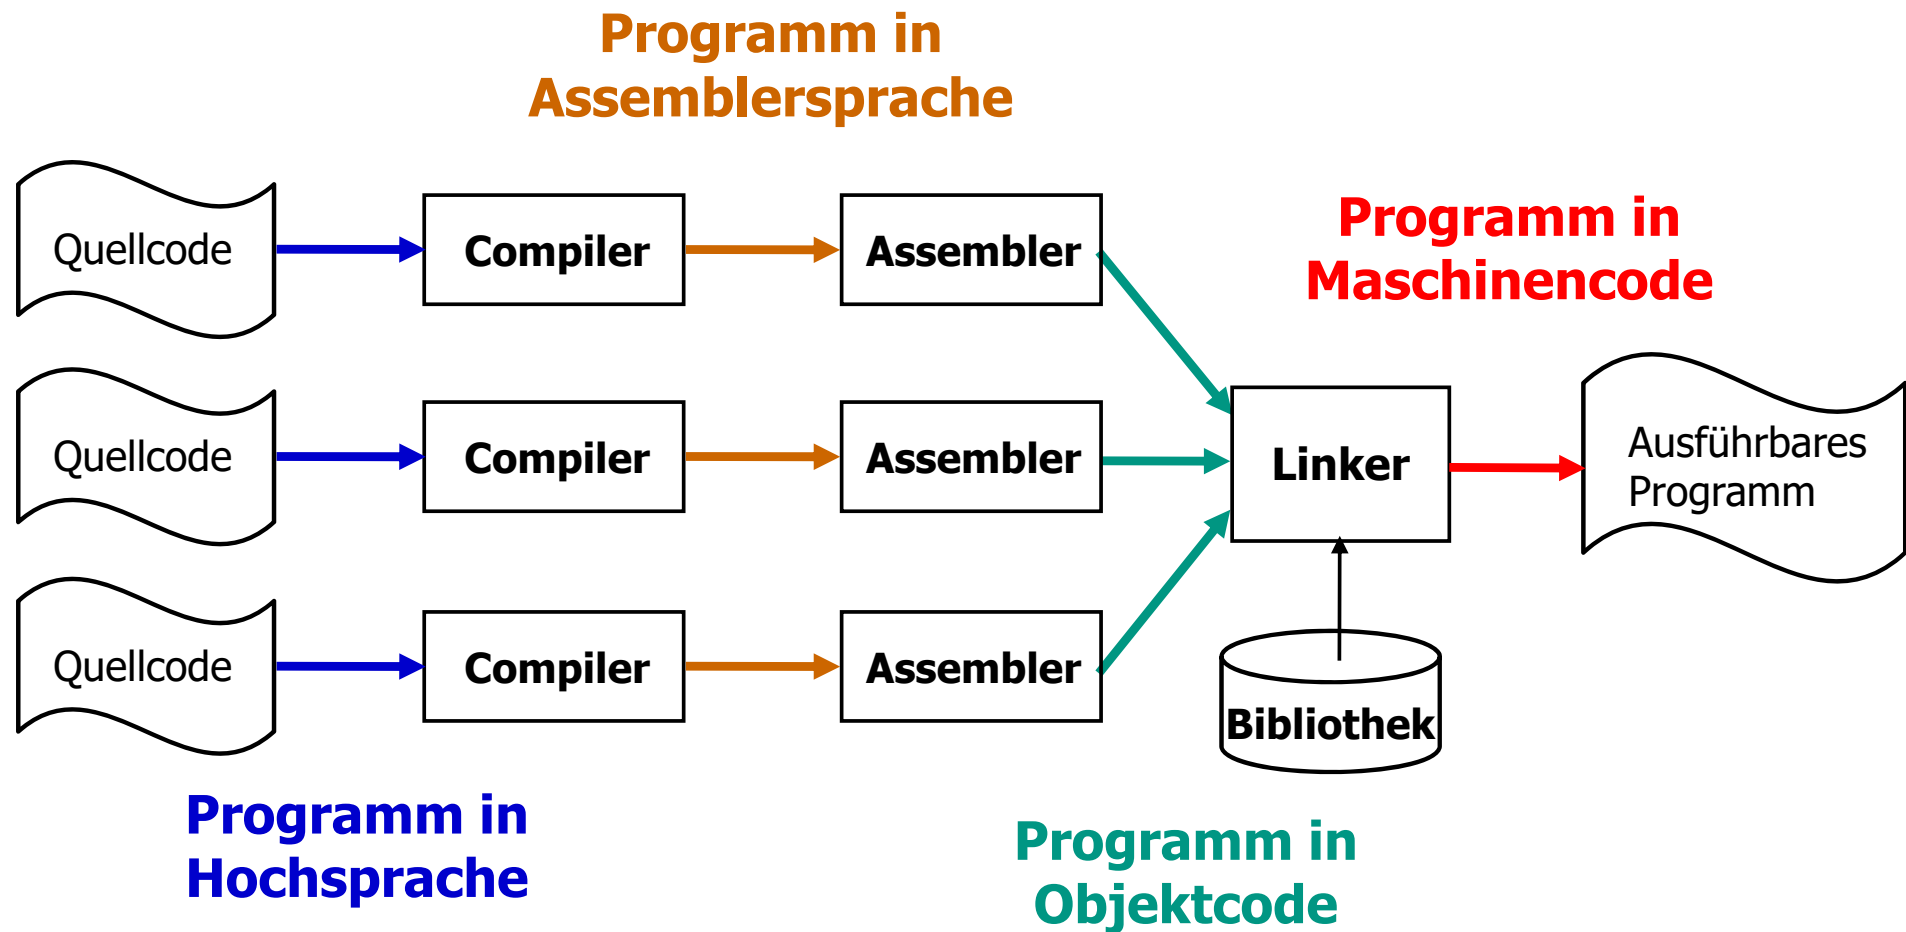 Programm in
Assemblersprache
Quellcode
Compiler
Assembler
Programm in
Maschinencode
Quellcode
Compiler
Assembler
Linker
Ausführbares
Programm
Quellcode
Compiler
Assembler
Bibliothek
Programm in
Hochsprache
Programm in
Objektcode